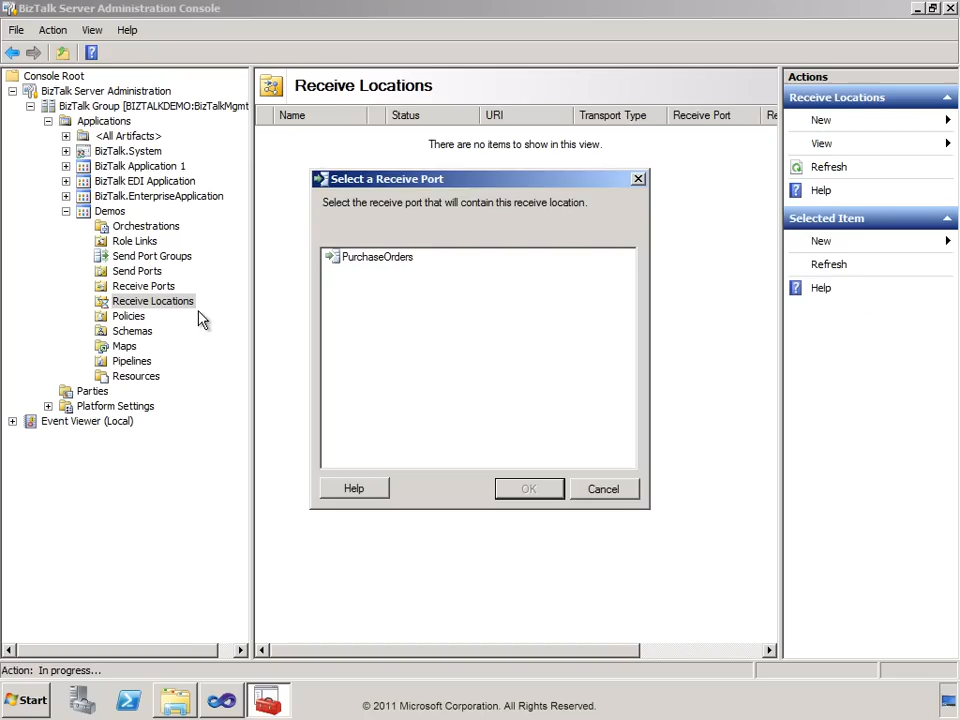 BizTalk Server Administration Console
File Action View Help
Console Root
BizTalk Server Administration
BizTalk Group [BIZTALKDEMO:BizTalkMgmt
Applications
<All Artifacts>
BizTalk.System
BizTalk Application 1
BizTalk EDI Application
BizTalk.EnterpriseApplication
Demos
Orchestrations
Role Links
Send Port Groups
Send Ports
Receive Ports
Receive Locations
Policies
Schemas
Maps
Pipelines
Resources
Parties
Platform Settings
Event Viewer (Local)
Receive Locations
Name Status URI Transport Type Receive Port Re
There are no items to show in this view.
Select a Receive Port
Select the receive port that will contain this receive location.
PurchaseOrders
Help OK Cancel
Actions
Receive Locations
New
View
Refresh
Help
Selected Item
New
Refresh
Help
Action: In progress...
Start
© 2011 Microsoft Corporation. All Rights Reserved.